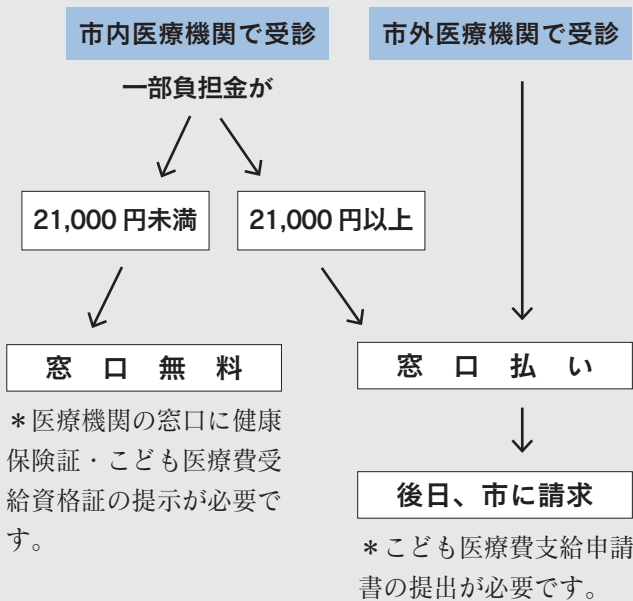 市内医療機関で受診
市外医療機関で受診
一部負担金が
21,000円未満
21,000円以上
窓口無料
窓口払い
＊医療機関の窓口に健康
保険証・こども医療費受
給資格証の提示が必要で
す。
後日、市に請求
＊こども医療費支給申請
書の提出が必要です。